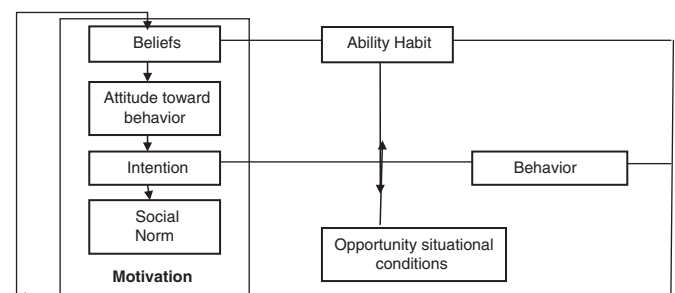 Beliefs
Ability Habit
Attitude toward
behavior
Intention
Behavior
Social
Norm
Opportunity situational
conditions
Motivation